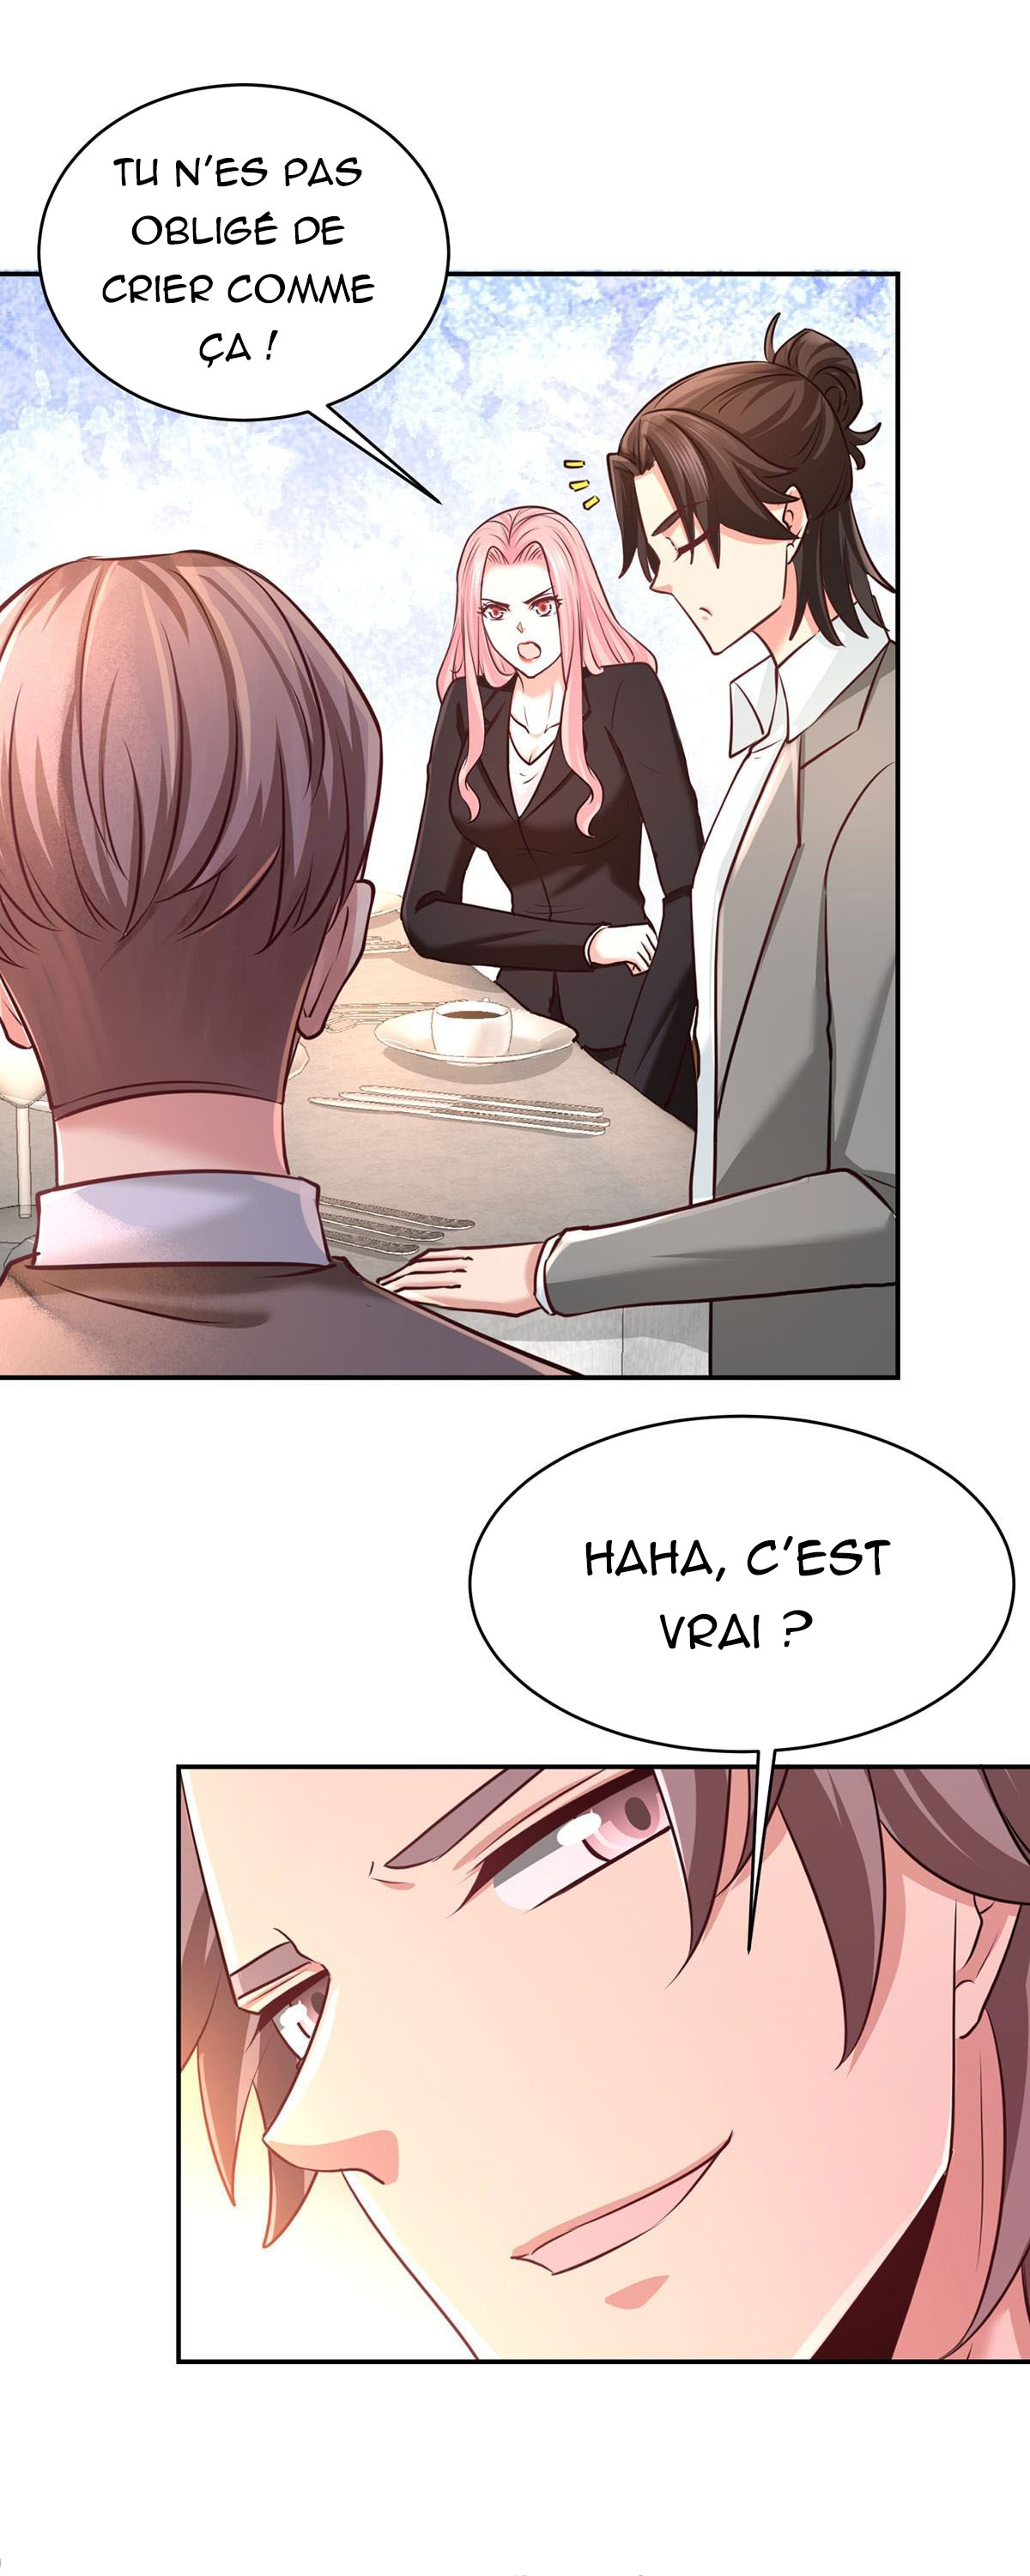 TU N'ES PAS
OBLIGÉ DE
CRIER COMME
ÇA !
HAHA, C'EST
VRAI ?